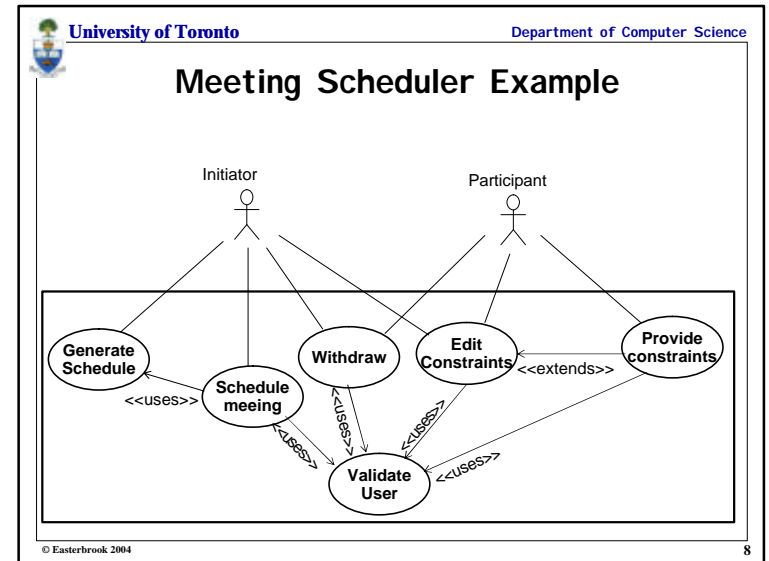 University of Toronto
Department of Computer Science
Meeting Scheduler Example
Initiator
Participant
Generate
Schedule
Schedule
meeing
Withdraw
Edit
Constraints
Provide
constraints
<<extends>>
<<uses>>
<<uses>>
<<uses>>
<<uses>>
<<uses>>
Validate
User
© Easterbrook 2004
8